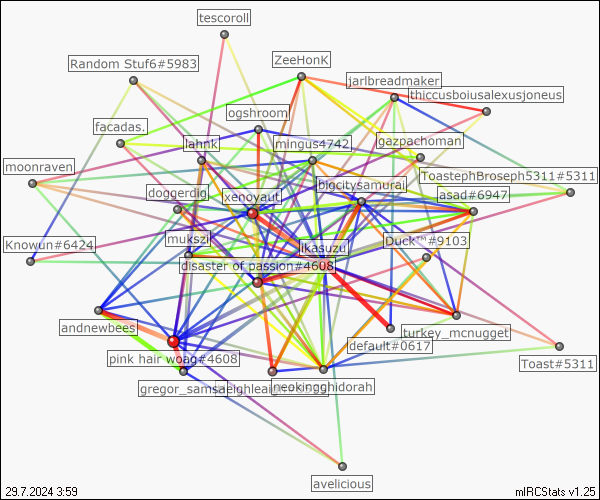 tescoroll
ZeeHonK
Random Stuf6#5983
jarlbreadmaker
thiccusboiusalexusjoneus
ogshroom
facadas.
lahnk
mingus4742
gazpachoman
moonraven
ToastephBroseph5311#5311
doggerdig
xenoyaut
bigcitysamurai
asad#6947
mukszi
ikasuzu
Duck™#9103
Knowun#6424
disaster of passion#4608
andnewbees
turkey_mcnugget
default#0617
pink hair woag#4608
Toast#5311
gregor_samsa
neokingghidorah
avelicious
29.7.2024 3:59
mIRCStats v1.25